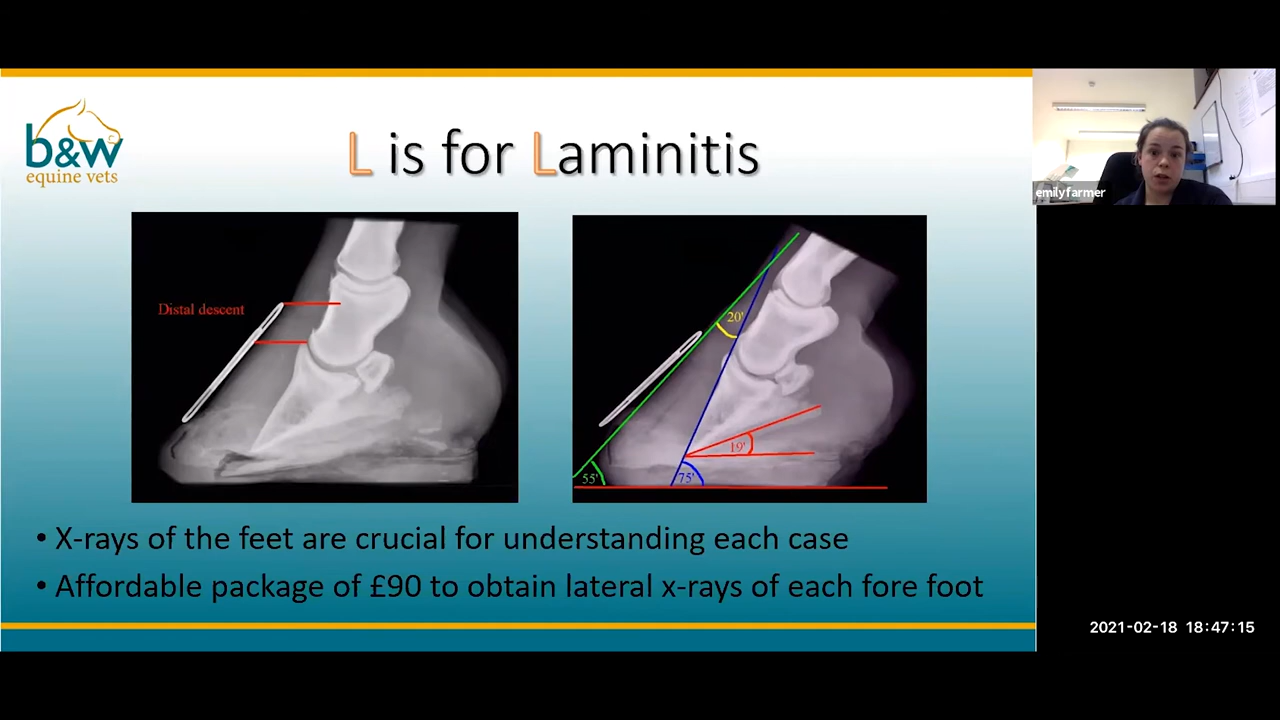 b&w
equine vets
L is for Laminitis
emilyfarmer
Distal descent
20'
19'
55'
75'
• X-rays of the feet are crucial for understanding each case
• Affordable package of £90 to obtain lateral x-rays of each fore foot
2021-02-18 18:47:15